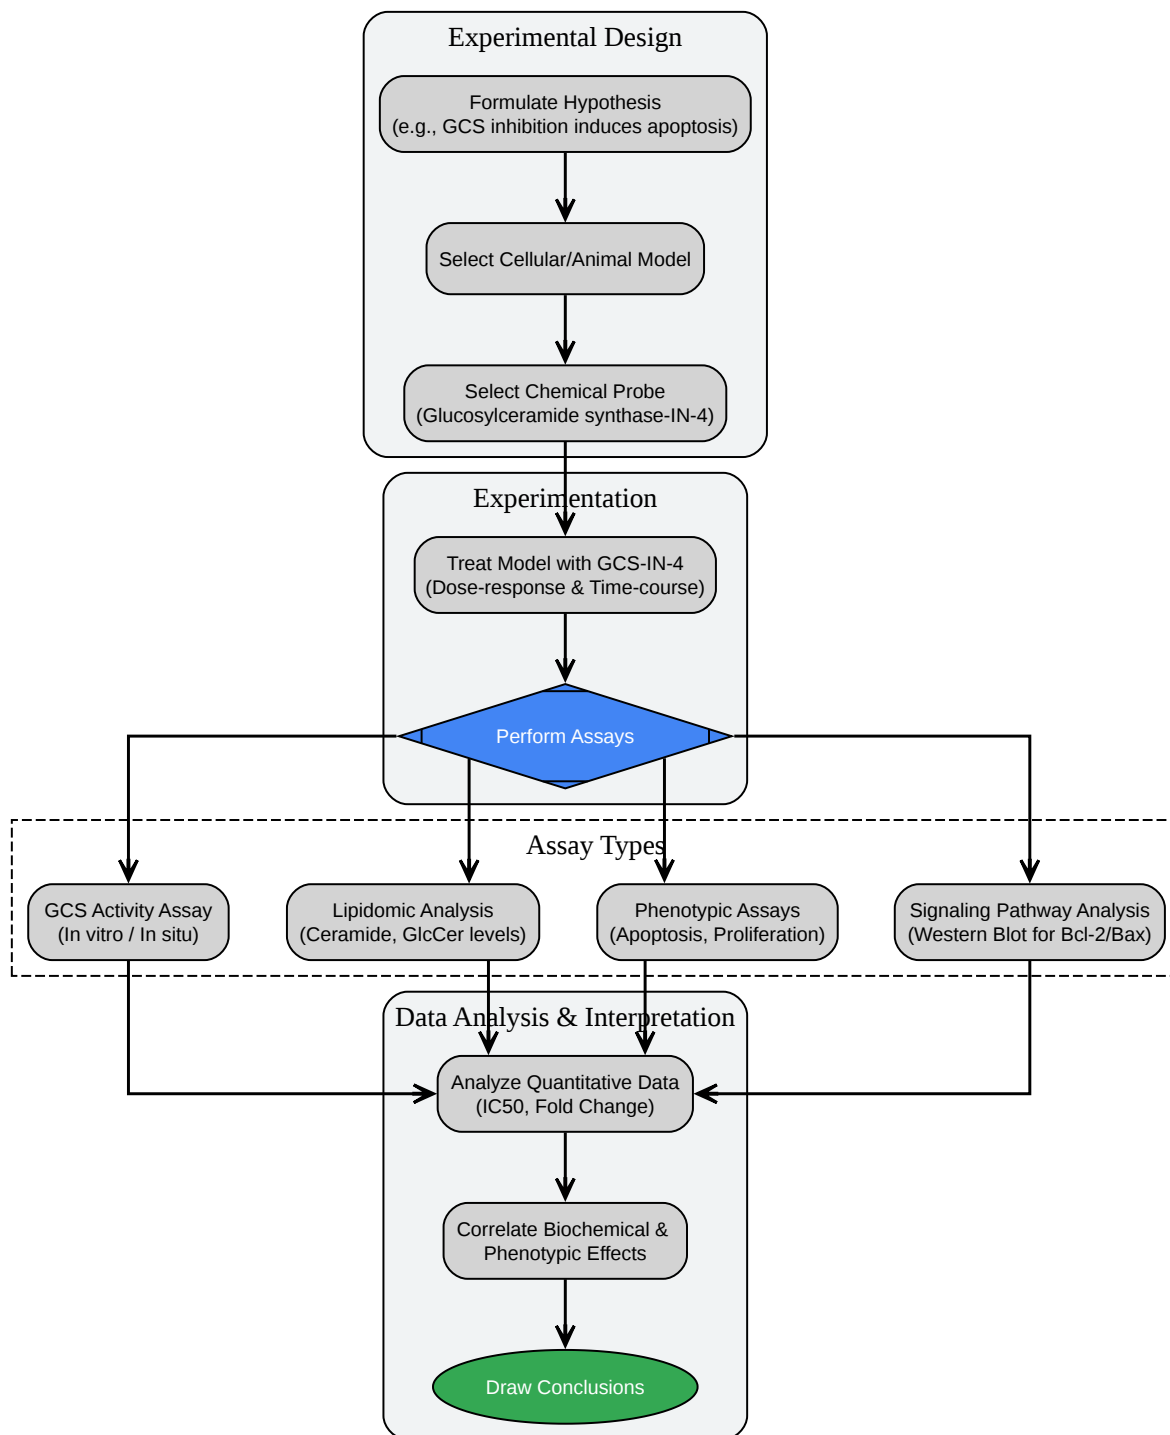 Experimental Design
Formulate Hypothesis
(e.g., GCS inhibition induces apoptosis)
Select Cellular/Animal Model
Select Chemical Probe
(Glucosylceramide synthase-IN-4)
Experimentation
Treat Model with GCS-IN-4
(Dose-response & Time-course)
Perform Assays
Assay Types
GCS Activity Assay
(In vitro / In situ)
Lipidomic Analysis
(Ceramide, GlcCer levels)
Phenotypic Assays
(Apoptosis, Proliferation)
Signaling Pathway Analysis
(Western Blot for Bcl-2/Bax)
Data Analysis & Interpretation
Analyze Quantitative Data
(IC50, Fold Change)
Correlate Biochemical &
Phenotypic Effects
Draw Conclusions